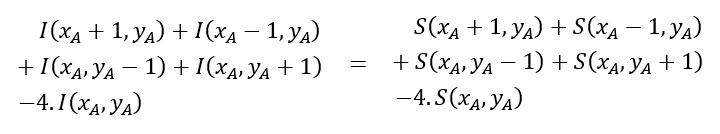 I(x_A + 1, y_A) + I(x_A − 1, y_A)
+ I(x_A, y_A − 1) + I(x_A, y_A + 1)
−4. I(x_A, y_A)
=
S(x_A + 1, y_A) + S(x_A − 1, y_A)
+ S(x_A, y_A − 1) + S(x_A, y_A + 1)
−4. S(x_A, y_A)